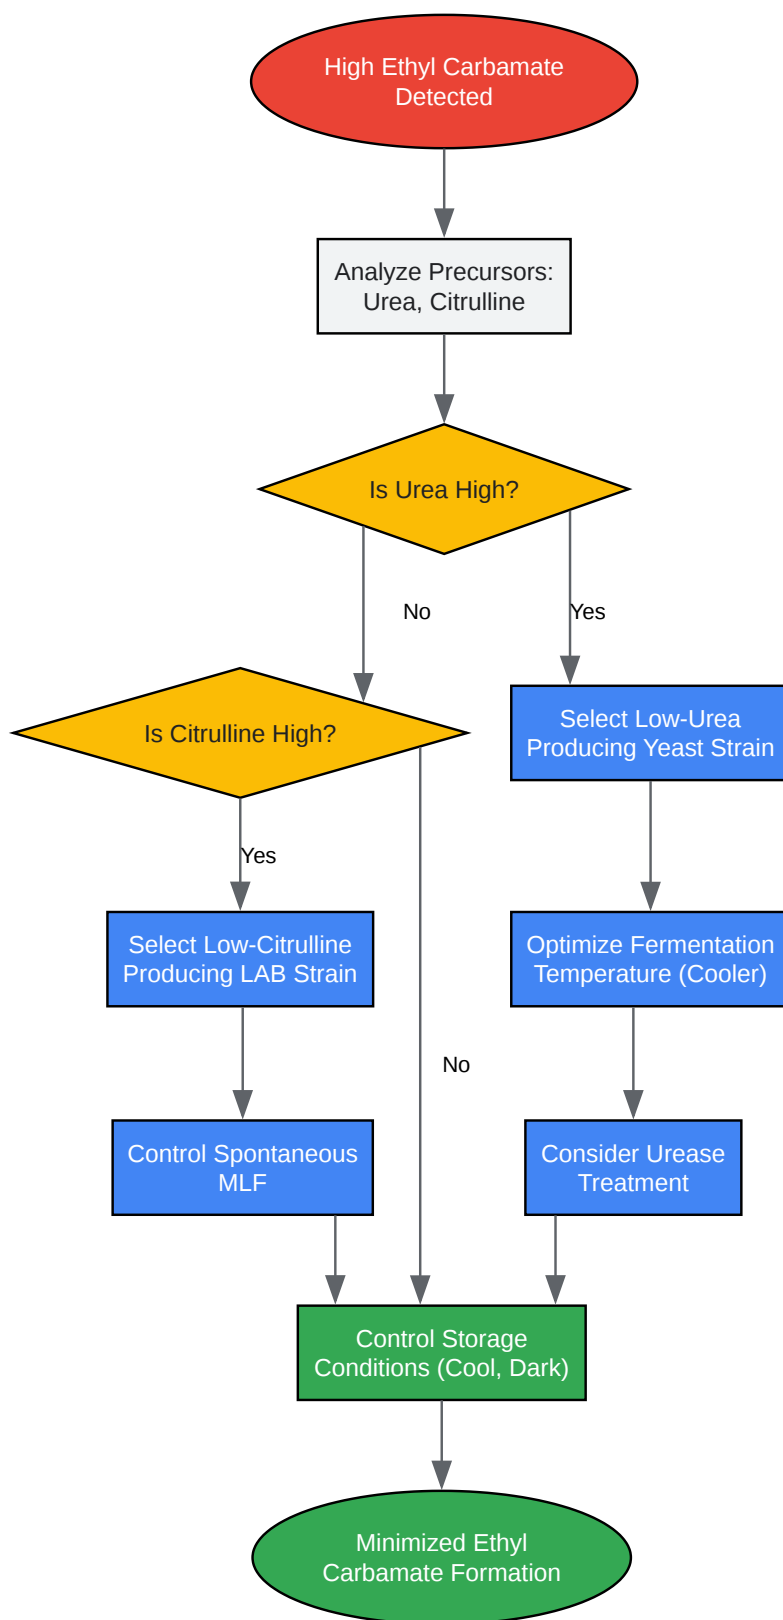 High Ethyl Carbamate
Detected
Analyze Precursors:
Urea, Citrulline
Is Urea High?
No
Yes
Is Citrulline High?
Select Low-Urea
Producing Yeast Strain
Yes
Select Low-Citrulline
Producing LAB Strain
Optimize Fermentation
Temperature (Cooler)
No
Control Spontaneous
MLF
Consider Urease
Treatment
Control Storage
Conditions (Cool, Dark)
Minimized Ethyl
Carbamate Formation